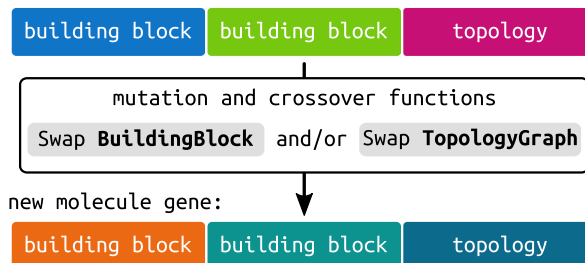 building block building block topology
mutation and crossover functions
Swap BuildingBlock and/or Swap TopologyGraph
new molecule gene:
building block building block topology